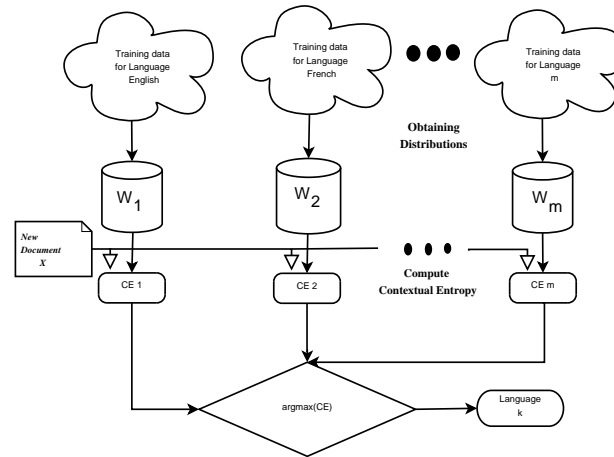 Training data
for Language
English
Training data
for Language
French
Training data
for Language
m
Obtaining
Distributions
W1
W2
Wm
New
Document
X
CE 1
CE 2
Compute
Contextual Entropy
CE m
argmax(CE)
Language
k